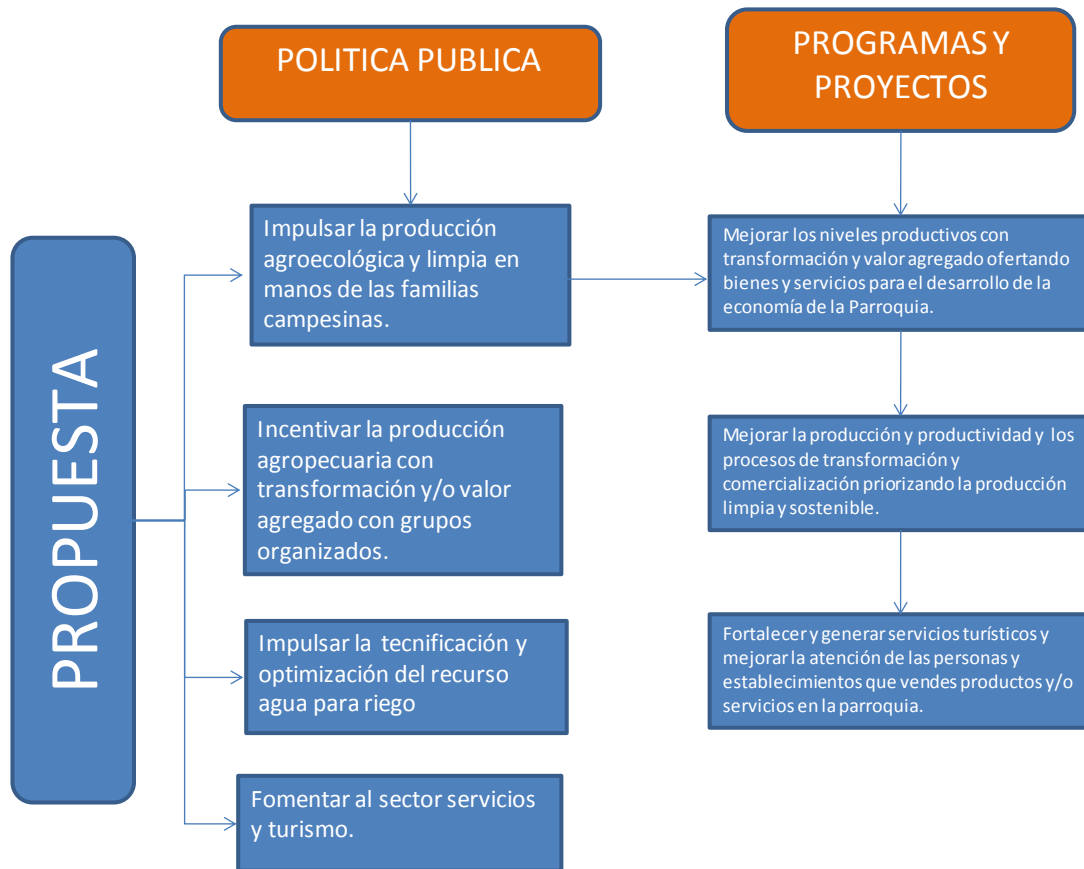 POLITICA PUBLICA
PROGRAMAS Y
PROYECTOS
PROPUESTA
Impulsar la producción
agroecológica y limpia en
manos de las familias
campesinas.
Incentivar la producción
agropecuaria con
transformación y/o valor
agregado con grupos
organizados.
Impulsar la tecnificación y
optimización del recurso
agua para riego
Fomentar al sector servicios
y turismo.
Mejorar los niveles productivos con
transformación y valor agregado ofertando
bienes y servicios para el desarrollo de la
economía de la Parroquia.
Mejorar la producción y productividad y los
procesos de transformación y
comercialización priorizando la producción
limpia y sostenible.
Fortalecer y generar servicios turísticos y
mejorar la atención de las personas y
establecimientos que vendes productos y/o
servicios en la parroquia.